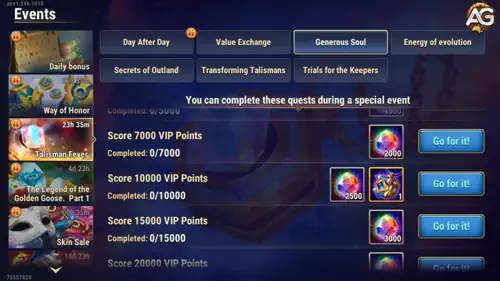 Events
AG
Daily bonus
Way of Honor
23h 35m
Talisman Fever
4d 23h
The Legend of the
Golden Goose. Part 1
Skin Sale
Day After Day
Value Exchange
Generous Soul
Energy of evolution
Secrets of Outland
Transforming Talismans
Trials for the Keepers
You can complete these quests during a special event
Completed: 0/5000
Score 7000 VIP Points
Completed: 0/7000
2000
Go for it!
Score 10000 VIP Points
Completed: 0/10000
2500
1
Go for it!
Score 15000 VIP Points
Completed: 0/15000
3000
Go for it!
Score 20000 VIP Points
75557829